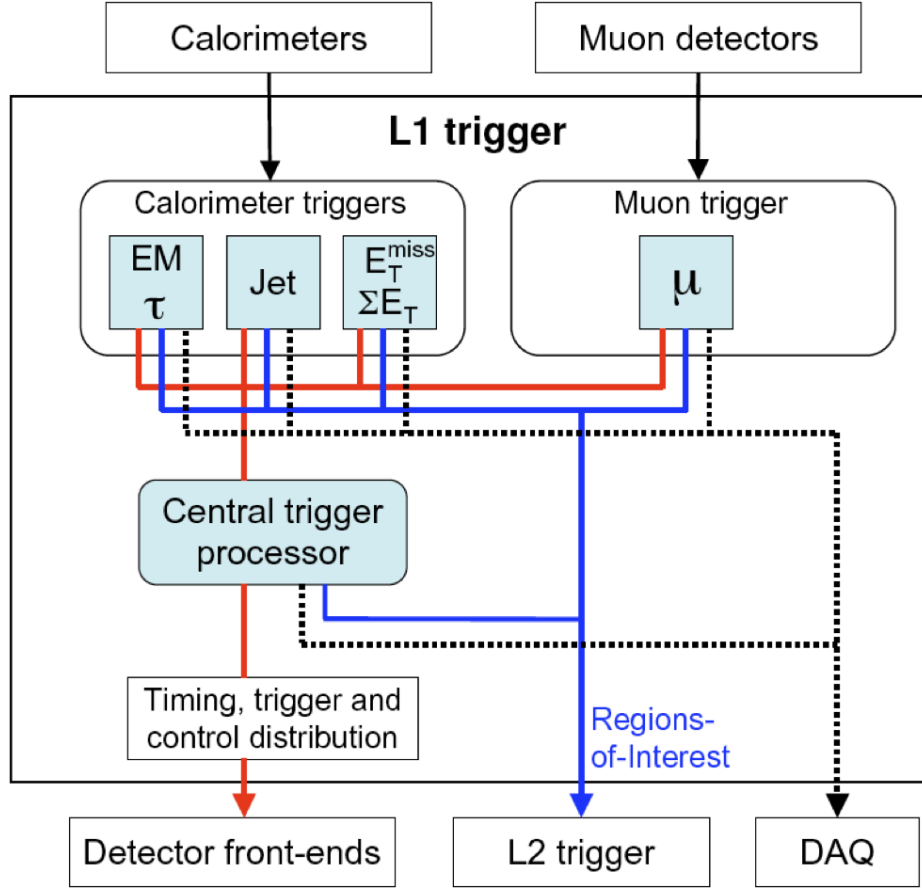 Calorimeters
Muon detectors
L1 trigger
Calorimeter triggers
Muon trigger
EM
τ
Jet
E_T^miss
ΣE_T
μ
Central trigger
processor
Timing, trigger and
control distribution
Regions-
of-Interest
Detector front-ends
L2 trigger
DAQ